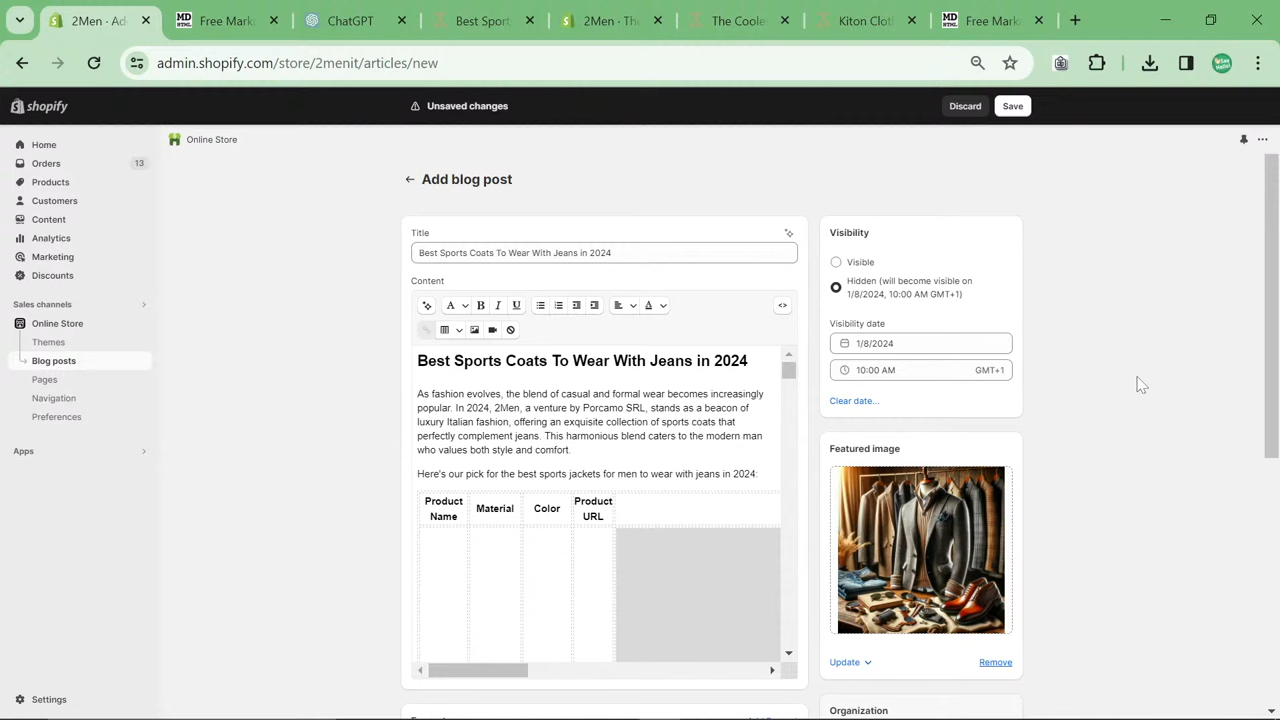 2Men · Ad
Free Marke
ChatGPT
Best Sport
2Men · The
The Coole
Kiton Cloth
Free Marke
admin.shopify.com/store/2menit/articles/new
shopify
Unsaved changes
Discard
Save
Home
Orders
13
Products
Customers
Content
Analytics
Marketing
Discounts
Sales channels
Online Store
Themes
Blog posts
Pages
Navigation
Preferences
Apps
Settings
Online Store
Add blog post
Title
Best Sports Coats To Wear With Jeans in 2024
Content
Best Sports Coats To Wear With Jeans in 2024
As fashion evolves, the blend of casual and formal wear becomes increasingly
popular. In 2024, 2Men, a venture by Porcamo SRL, stands as a beacon of
luxury Italian fashion, offering an exquisite collection of sports coats that
perfectly complement jeans. This harmonious blend caters to the modern man
who values both style and comfort.
Here's our pick for the best sports jackets for men to wear with jeans in 2024:
Product Name
Material
Color
Product URL
Visibility
Visible
Hidden (will become visible on
1/8/2024, 10:00 AM GMT+1)
Visibility date
1/8/2024
10:00 AM
GMT+1
Clear date...
Featured image
Update
Remove
Organization